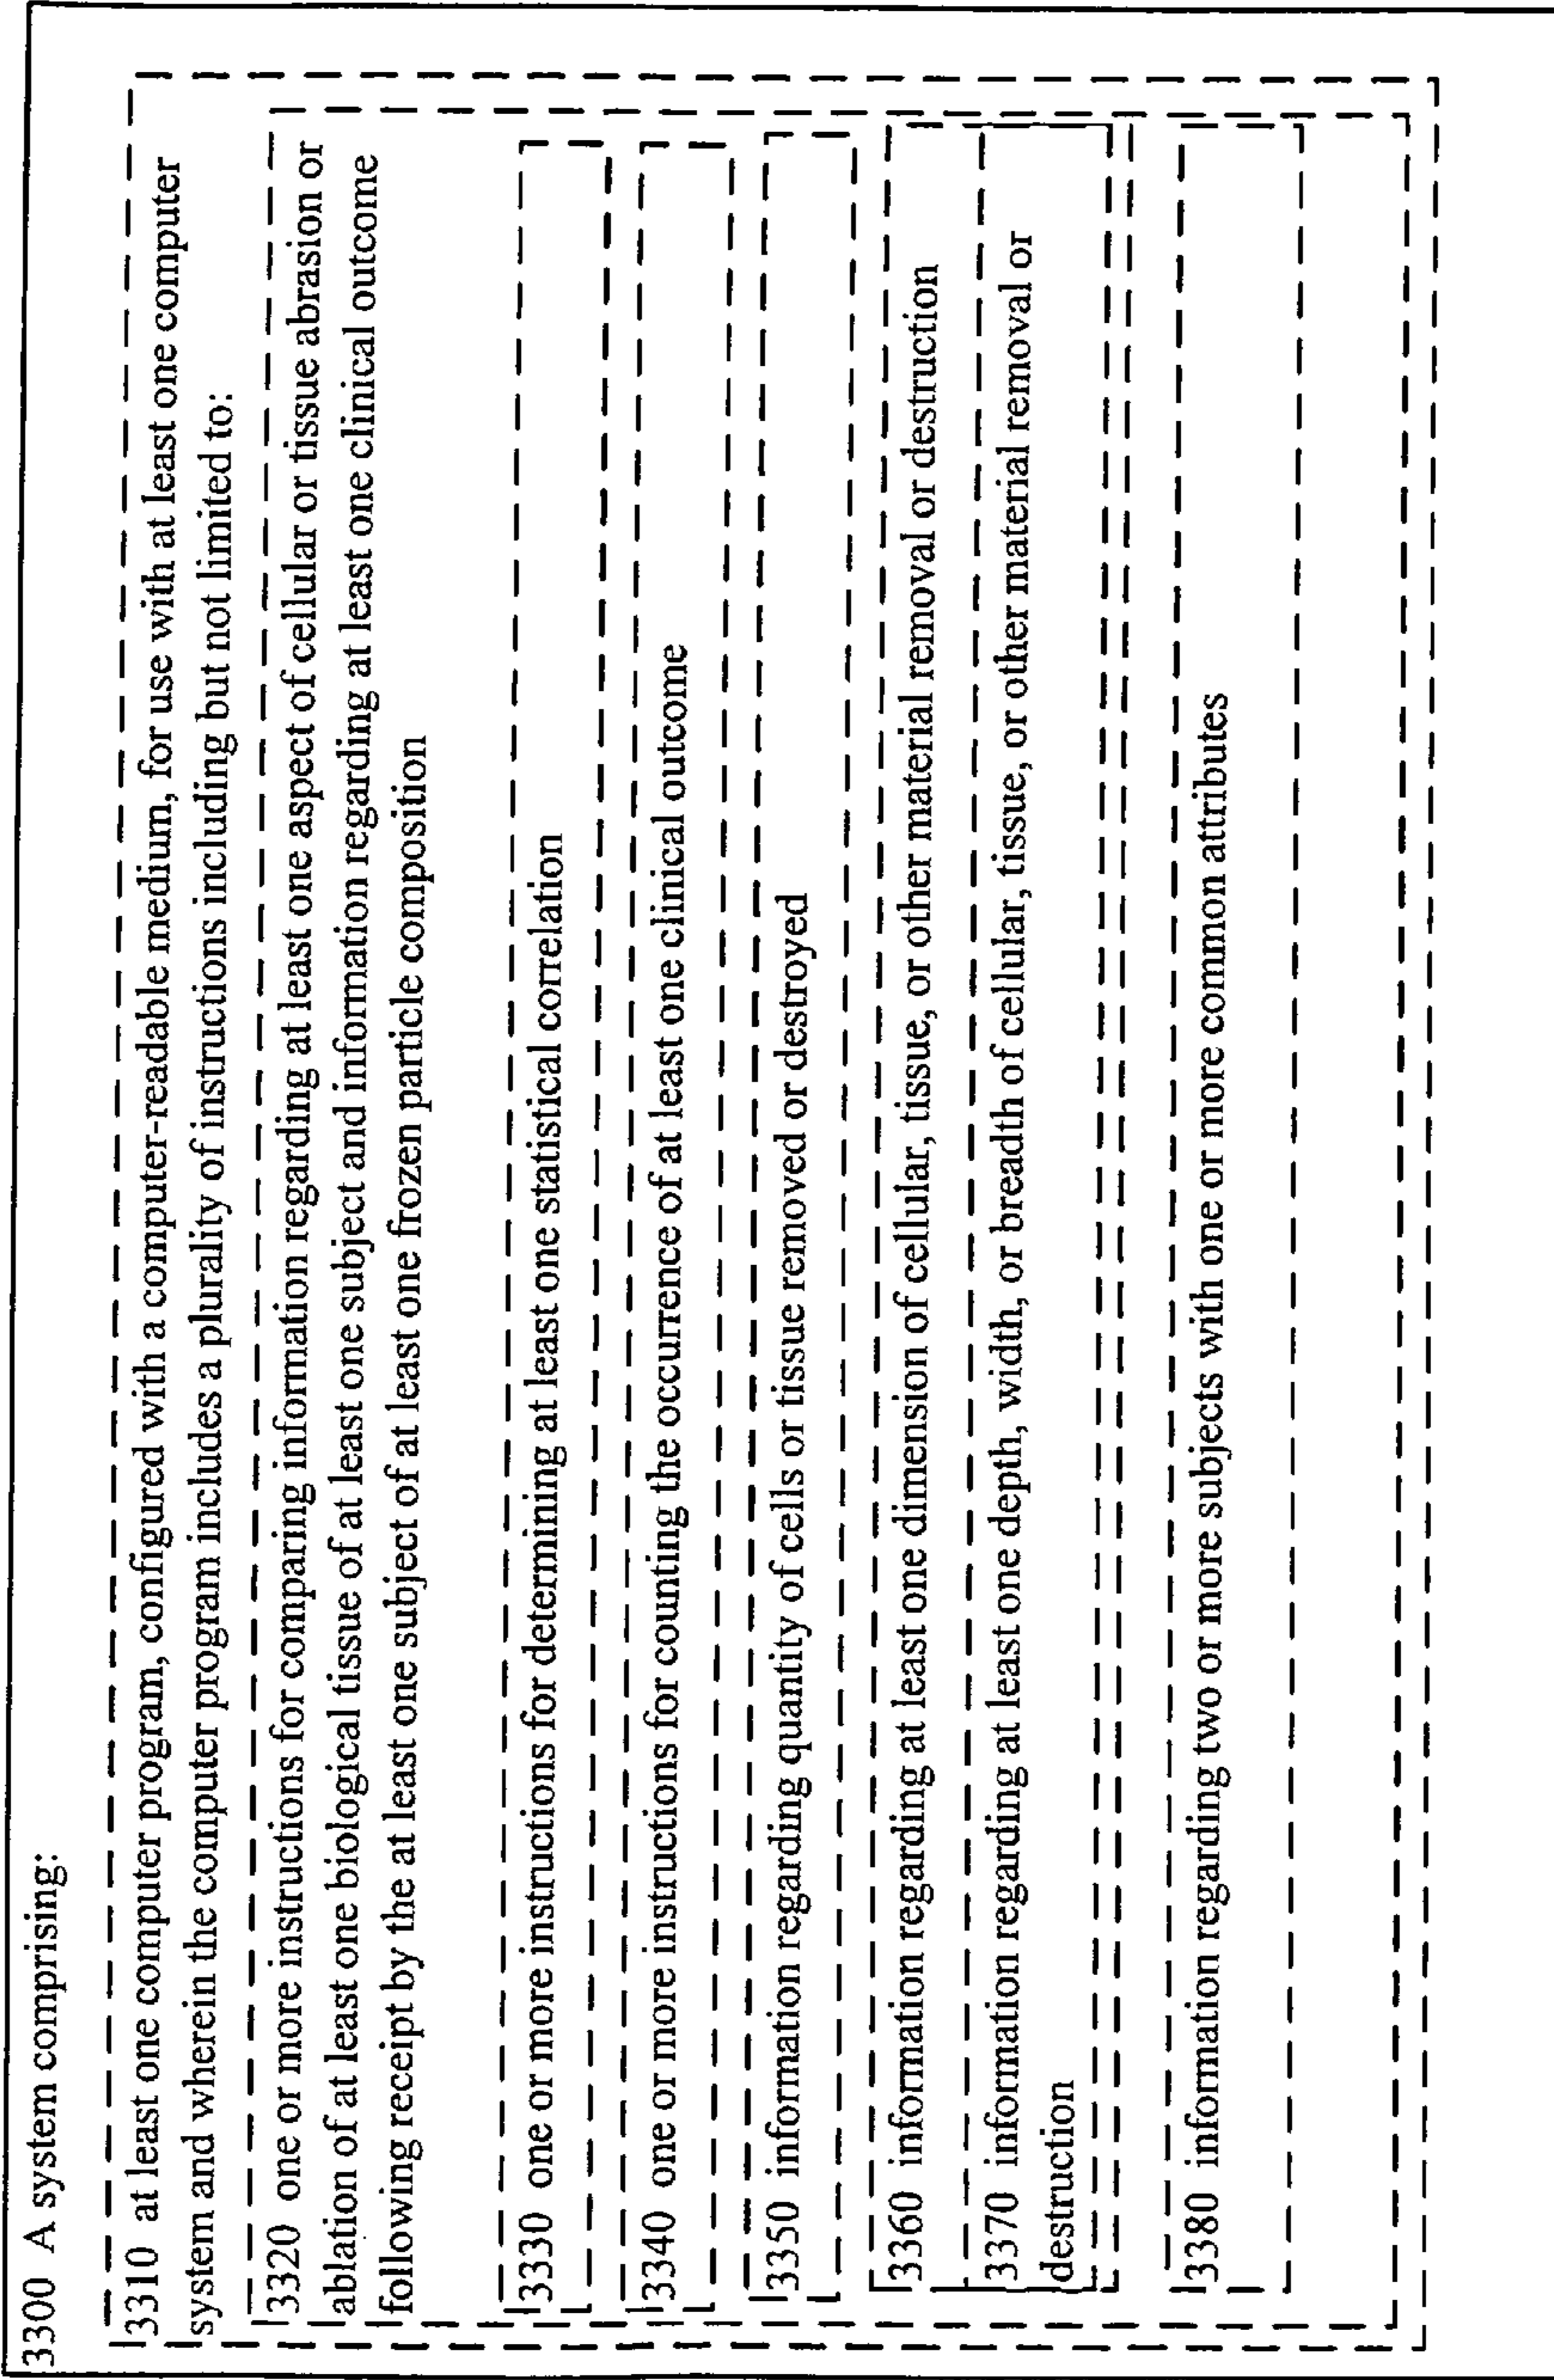 3300 A system comprising:
3310 at least one computer program, configured with a computer-readable medium, for use with at least one computer
system and wherein the computer program includes a plurality of instructions including but not limited to:
3320 one or more instructions for comparing information regarding at least one aspect of cellular or tissue abrasion or
ablation of at least one biological tissue of at least one subject and information regarding at least one clinical outcome
following receipt by the at least one subject of at least one frozen particle composition
3330 one or more instructions for determining at least one statistical correlation
3340 one or more instructions for counting the occurrence of at least one clinical outcome
3350 information regarding quantity of cells or tissue removed or destroyed
3360 information regarding at least one dimension of cellular, tissue, or other material removal or destruction
3370 information regarding at least one depth, width, or breadth of cellular, tissue, or other material removal or
destruction
3380 information regarding two or more subjects with one or more common attributes